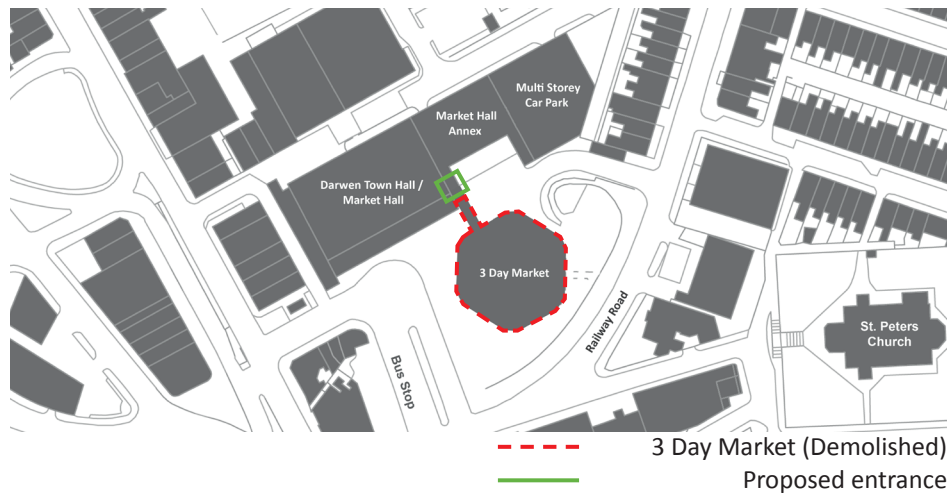 Multi Storey
Car Park
Market Hall
Annex
Darwen Town Hall /
Market Hall
3 Day Market
Railway Road
St. Peters
Church
Bus Stop
3 Day Market (Demolished)
Proposed entrance